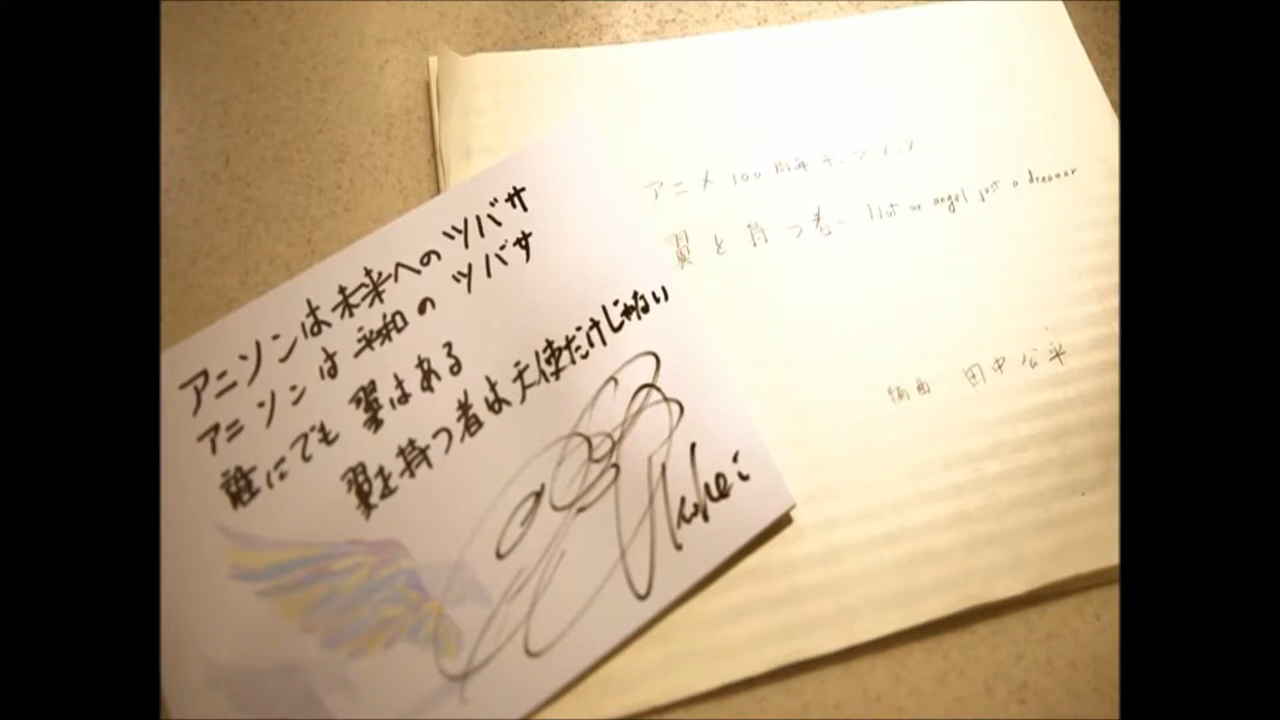 アニソンは未来へのツバサ
アニソンは平和のツバサ
誰にでも翼はある
翼を持つ者は天使だけじゃない
Kohei
アニメ100周年テーマソング
翼を持つ者 - Not an angel just a dreamer
編曲 田中公平